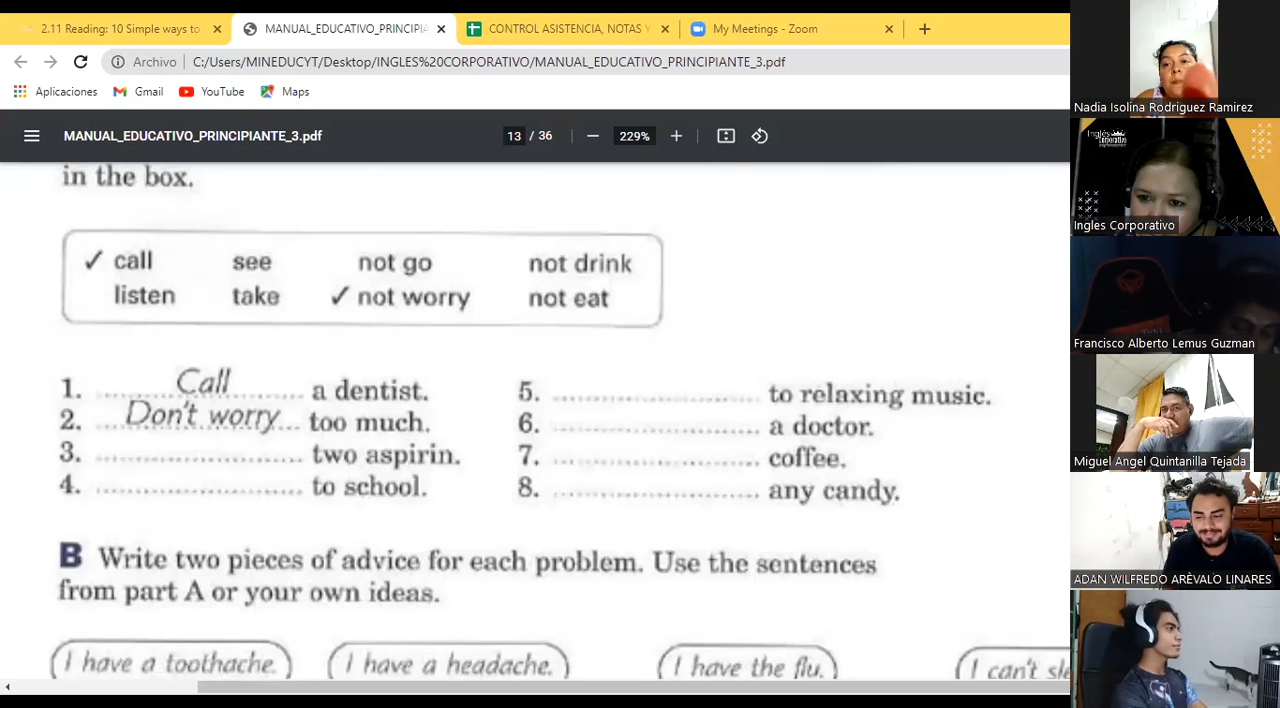 2.11 Reading: 10 Simple ways to
MANUAL_EDUCATIVO_PRINCIPIA
CONTROL ASISTENCIA, NOTAS Y
My Meetings - Zoom
Archivo
C:/Users/MINEDUCYT/Desktop/INGLES%20CORPORATIVO/MANUAL_EDUCATIVO_PRINCIPIANTE_3.pdf
Aplicaciones
Gmail
YouTube
Maps
MANUAL_EDUCATIVO_PRINCIPIANTE_3.pdf
13 / 36
229%
in the box.
✓ call see not go not drink
listen take ✓ not worry not eat
1. Call a dentist.
2. Don't worry too much.
3. two aspirin.
4. to school.
5. to relaxing music.
6. a doctor.
7. coffee.
8. any candy.
B Write two pieces of advice for each problem. Use the sentences
from part A or your own ideas.
I have a toothache.
I have a headache.
I have the flu.
I can't sle
Nadia Isolina Rodriguez Ramirez
Inglés
Corporativo
Ingles Corporativo
Francisco Alberto Lemus Guzman
Miguel Angel Quintanilla Tejada
ADAN WILFREDO ARÈVALO LINARES